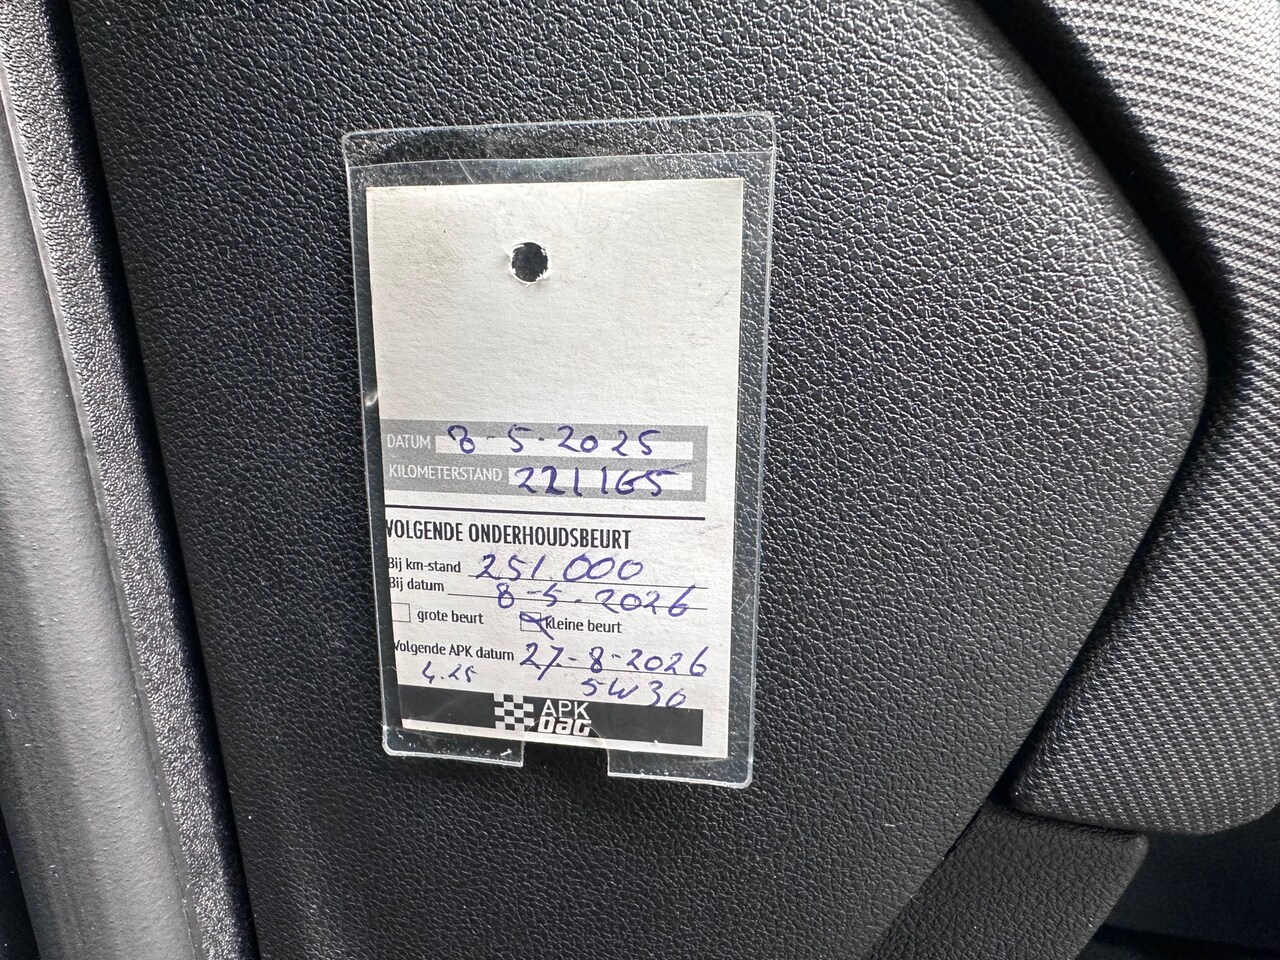 DATUM 8-5-2025
KILOMETERSTAND 221165
VOLGENDE ONDERHOUDSBEURT
Bij km-stand 251.000
Bij datum 8-5-2026
grote beurt kleine beurt
Volgende APK datum 27-8-2026
4.25 5W30
APK
DAG